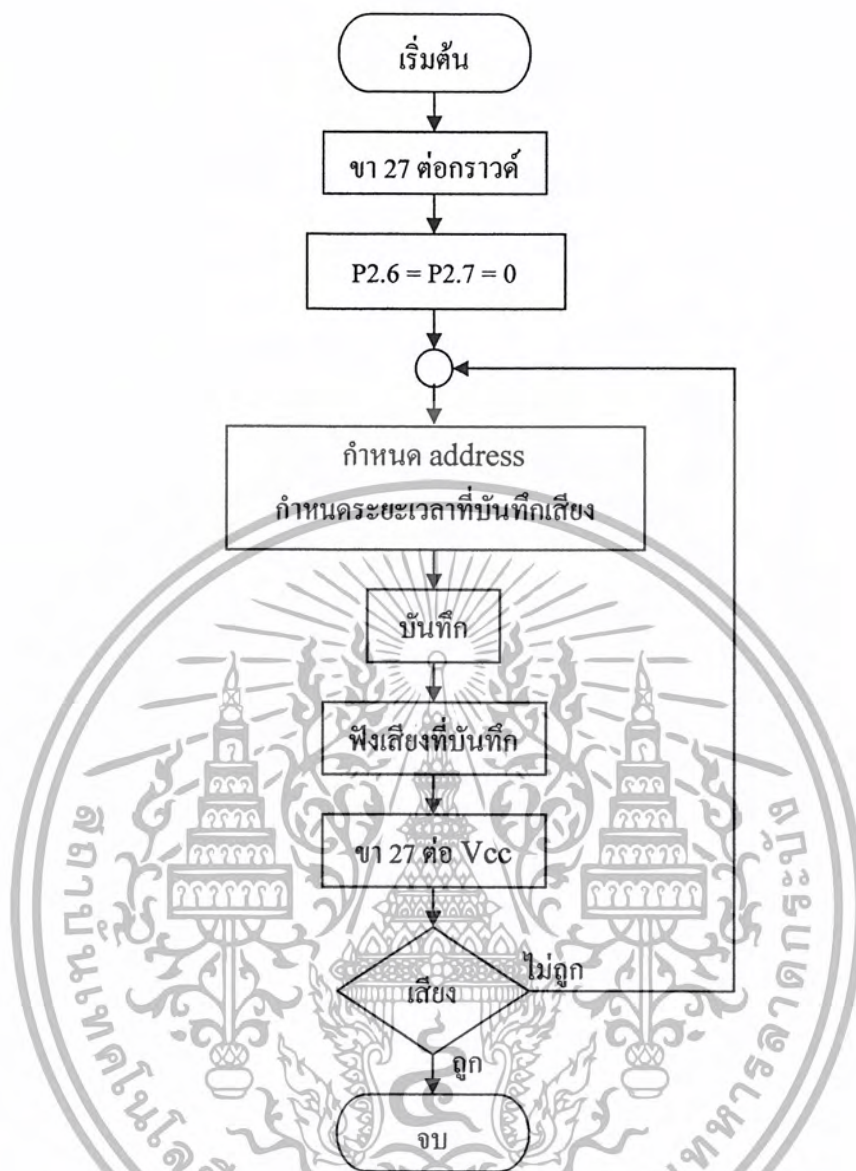 เริ่มต้น
ขา 27 ต่อกราวด์
P2.6 = P2.7 = 0
กำหนด address
กำหนดระยะเวลาที่บันทึกเสียง
บันทึก
ฟังเสียงที่บันทึก
ขา 27 ต่อ Vcc
เสียง
ไม่ถูก
ถูก
จบ